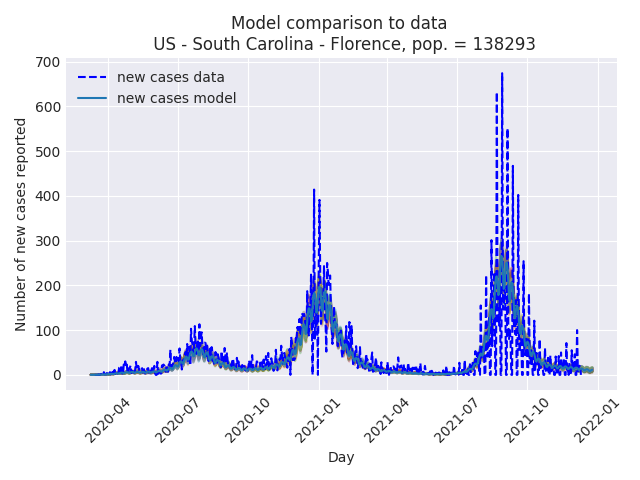 Model comparison to data
US - South Carolina - Florence, pop. = 138293
new cases data
new cases model
Number of new cases reported
700
600
500
400
300
200
100
0
2020-04
2020-07
2020-10
2021-01
2021-04
2021-07
2021-10
2022-01
Day